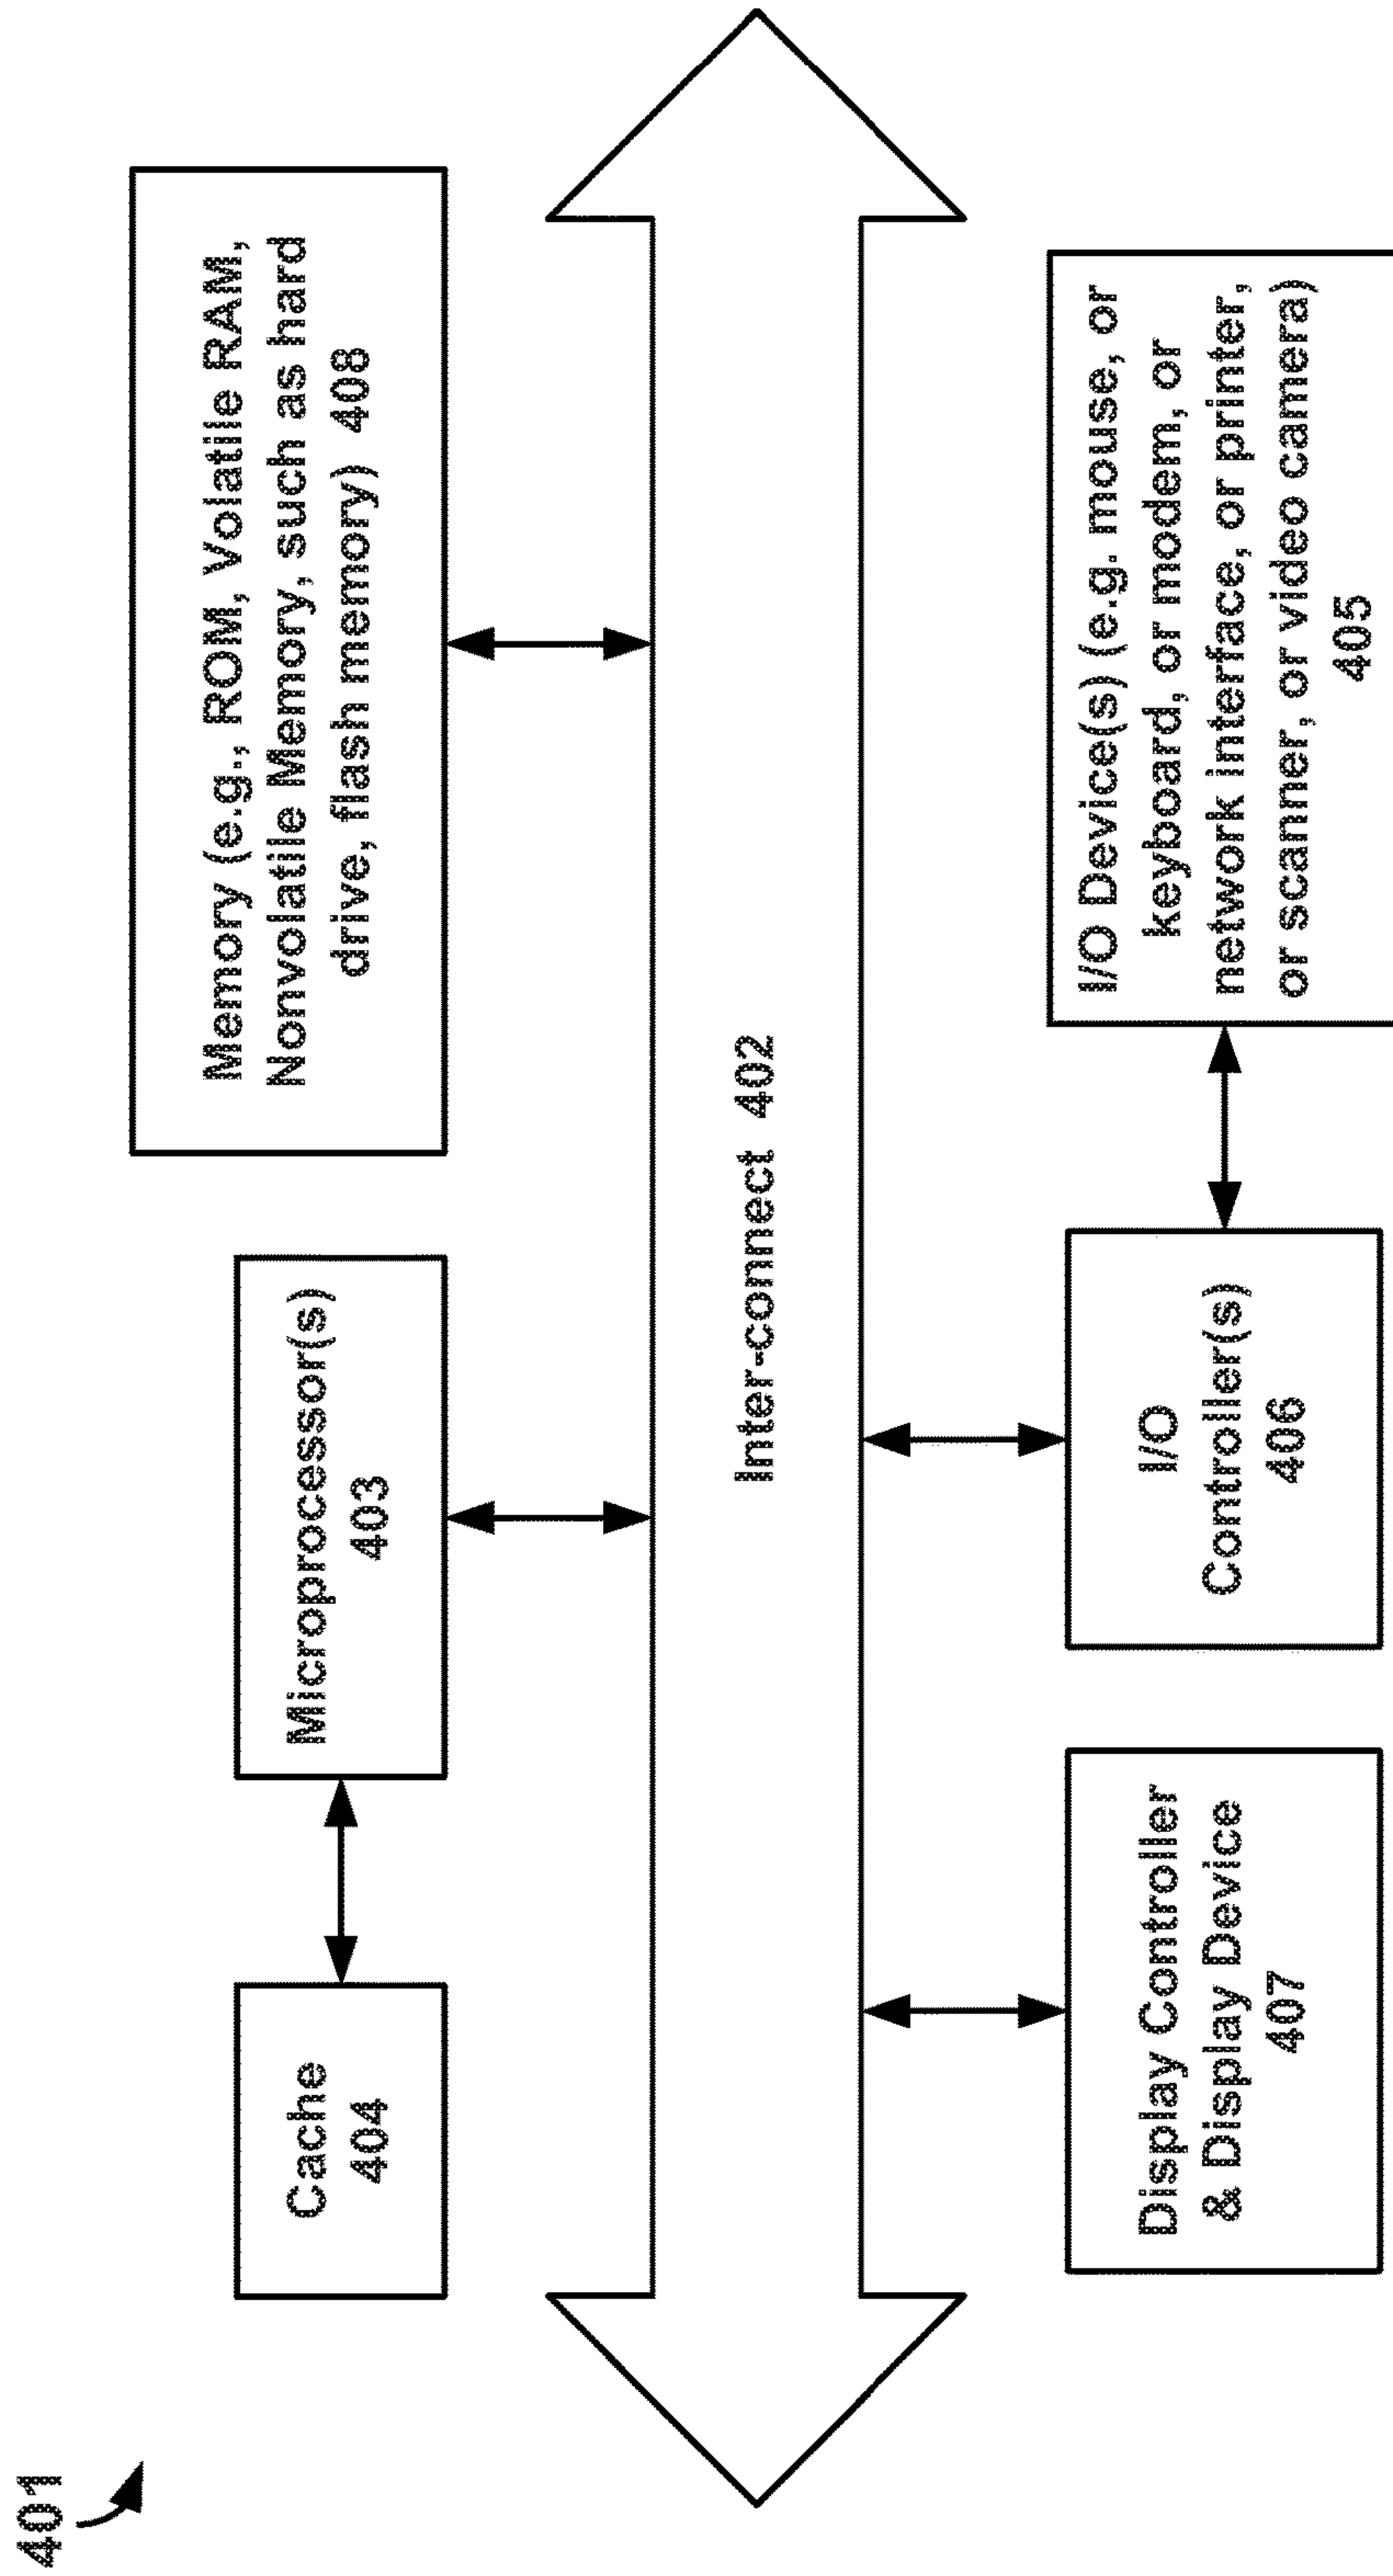 401
Cache
404
Microprocessor(s)
403
Memory (e.g., ROM, Volatile RAM,
Nonvolatile Memory, such as hard
drive, flash memory) 408
Inter-connect 402
Display Controller
& Display Device
407
I/O
Controller(s)
406
I/O Device(s) (e.g. mouse, or
keyboard, or modem, or
network interface, or printer,
or scanner, or video camera)
405